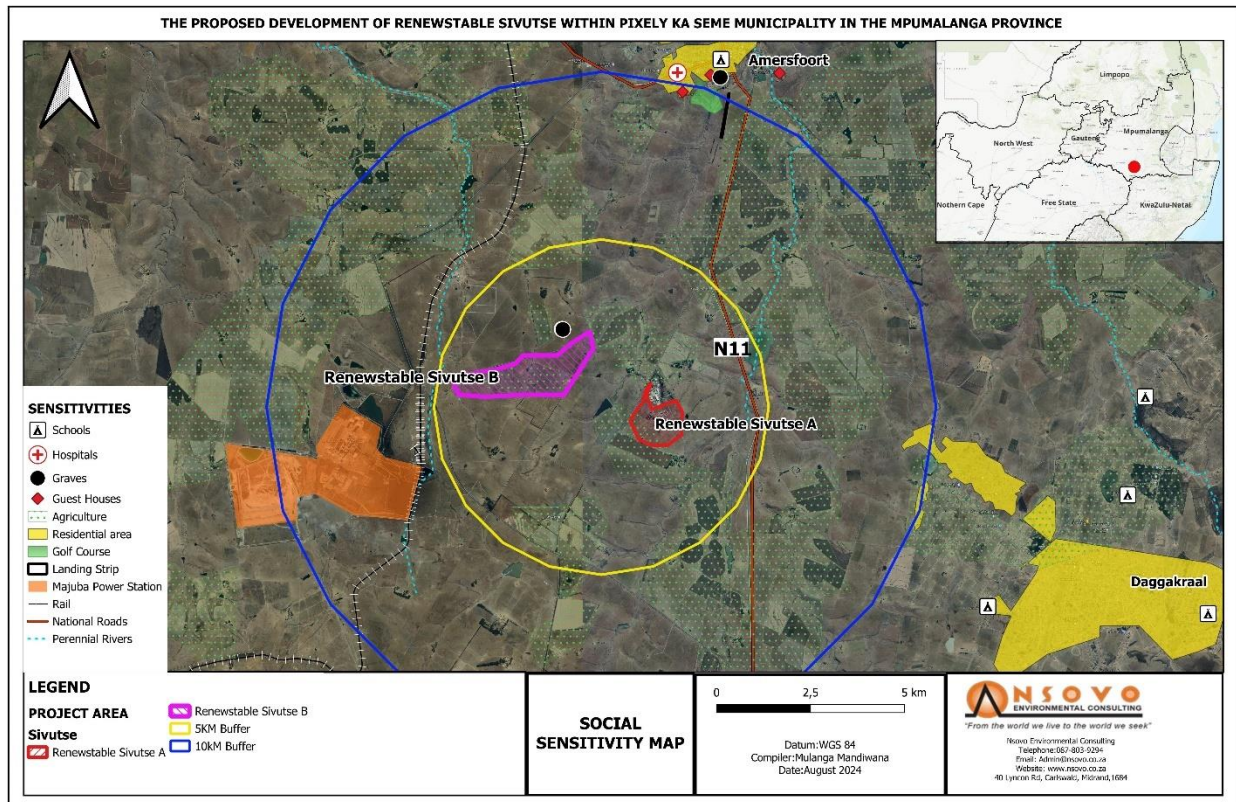 THE PROPOSED DEVELOPMENT OF RENEWSTABLE SIVUTSE WITHIN PIXELY KA SEME MUNICIPALITY IN THE MPUMALANGA PROVINCE
Amersfoort
Limpopo
North West
Gauteng
Mpumalanga
Nothern Cape
Free State
KwaZulu-Natal
N11
Renewstable Sivutse B
Renewstable Sivutse A
Daggakraal
SENSITIVITIES
Schools
Hospitals
Graves
Guest Houses
Agriculture
Residential area
Golf Course
Landing Strip
Majuba Power Station
Rail
National Roads
Perennial Rivers
LEGEND
PROJECT AREA
Sivutse
Renewstable Sivutse A
Renewstable Sivutse B
5KM Buffer
10kM Buffer
SOCIAL
SENSITIVITY MAP
0 2,5 5 km
Datum:WGS 84
Compiler:Mulanga Mandiwana
Date:August 2024
NSOVO
ENVIRONMENTAL CONSULTING
"From the world we live to the world we seek"
Nsovo Environmental Consulting
Telephone:087-803-9294
Email: Admin@nsovo.co.za
Website: www.nsovo.co.za
40 Lyncon Rd, Carlswald, Midrand,1684